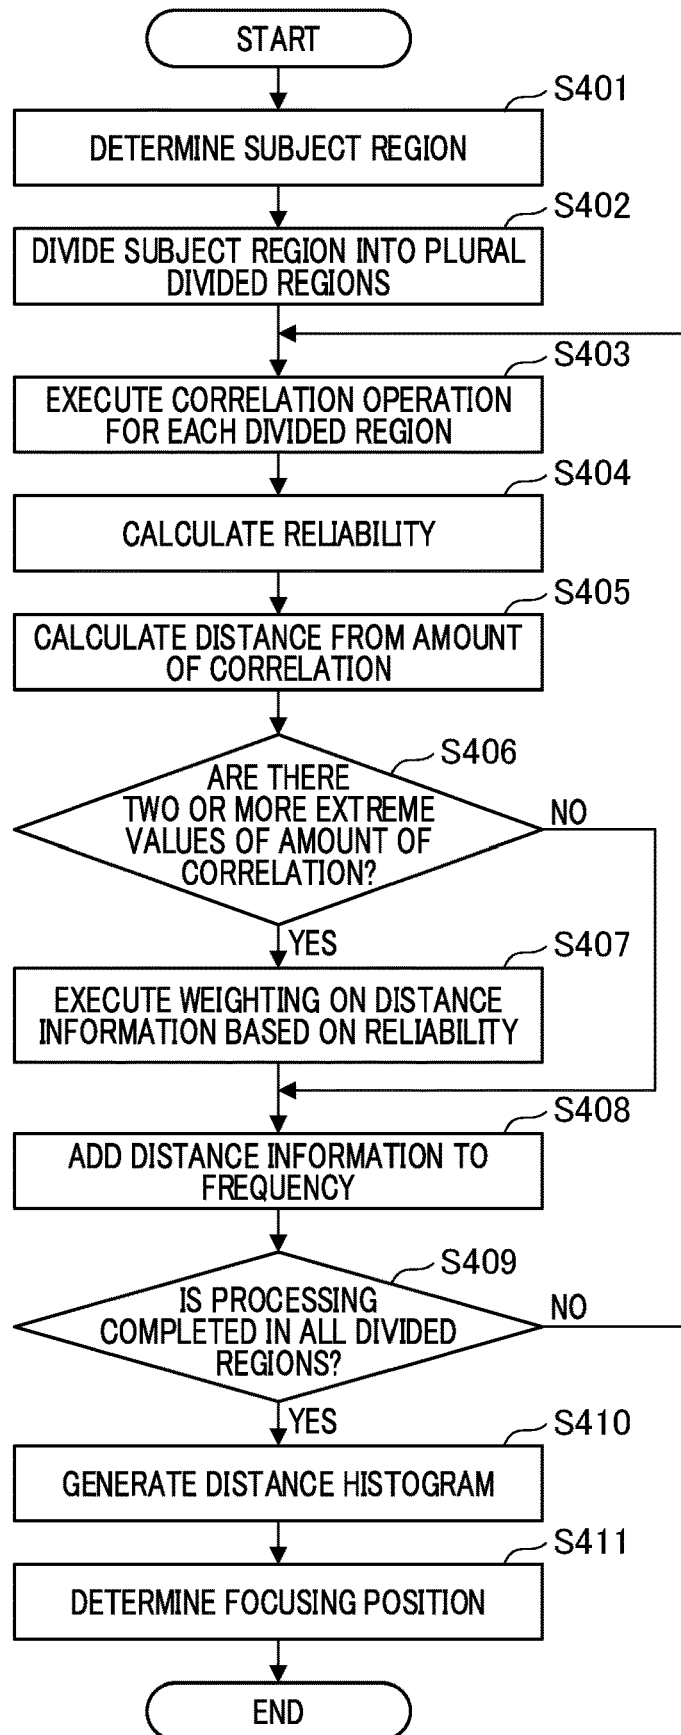 START
S401
DETERMINE SUBJECT REGION
S402
DIVIDE SUBJECT REGION INTO PLURAL
DIVIDED REGIONS
S403
EXECUTE CORRELATION OPERATION
FOR EACH DIVIDED REGION
S404
CALCULATE RELIABILITY
S405
CALCULATE DISTANCE FROM AMOUNT
OF CORRELATION
S406
ARE THERE
TWO OR MORE EXTREME
VALUES OF AMOUNT OF
CORRELATION?
NO
YES
S407
EXECUTE WEIGHTING ON DISTANCE
INFORMATION BASED ON RELIABILITY
S408
ADD DISTANCE INFORMATION TO
FREQUENCY
S409
IS PROCESSING
COMPLETED IN ALL DIVIDED
REGIONS?
NO
YES
S410
GENERATE DISTANCE HISTOGRAM
S411
DETERMINE FOCUSING POSITION
END